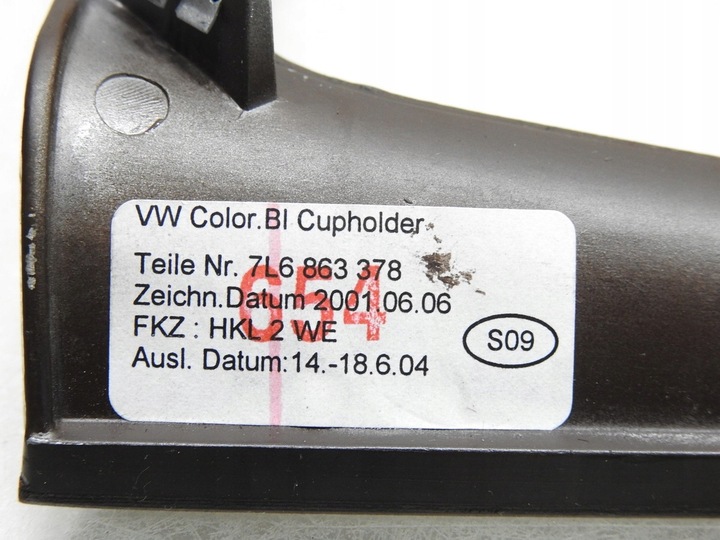 VW Color.Bl Cupholder
Teile Nr. 7L6 863 378
Zeichn.Datum 2001.06.06
654
FKZ : HKL 2 WE
S09
Ausl. Datum:14.-18.6.04